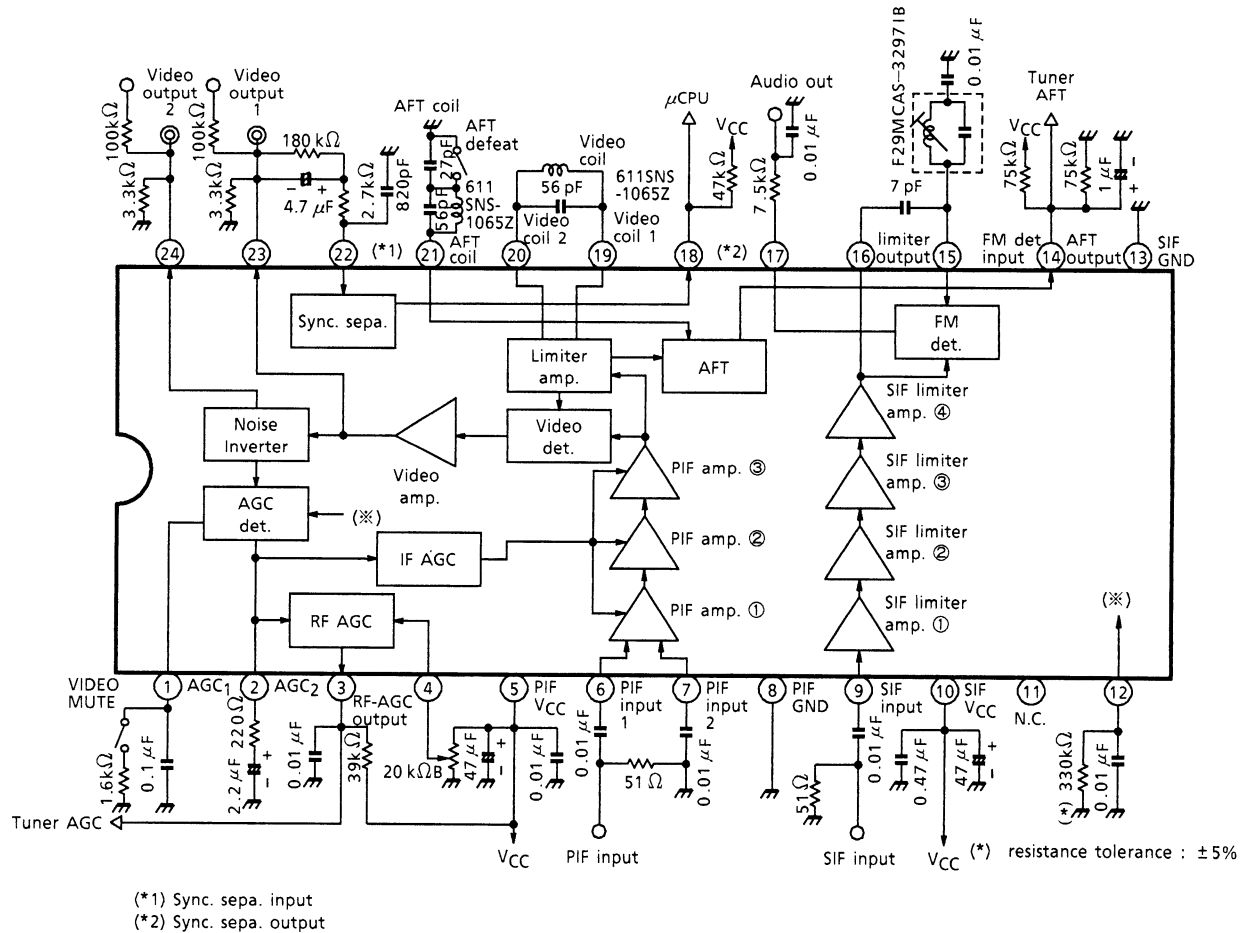 F29MCAS-32971B
0.01 μF
Video
output
2
Video
output
1
100kΩ
100kΩ
180kΩ
3.3kΩ
3.3kΩ
4.7 μF
- +
2.7kΩ
820pF
AFT coil
AFT
defeat
27pF
56pF
611
SNS-
1065Z
AFT
coil
Video
coil
56 pF
611SNS
-1065Z
Video
coil 2
Video
coil 1
μCPU
VCC
47kΩ
Audio out
0.01 μF
7.5kΩ
7 pF
limiter
output
FM det
input
Tuner
AFT
VCC
75kΩ
75kΩ
1 μF
- +
AFT
output
SIF
GND
24
23
22
(*1)
21
20
19
18
(*2)
17
16
15
14
13
Sync. sepa.
Limiter
amp.
AFT
FM
det.
Noise
Inverter
Video
amp.
Video
det.
AGC
det.
(※)
IF AGC
RF AGC
PIF amp. ③
PIF amp. ②
PIF amp. ①
SIF limiter
amp. ④
SIF limiter
amp. ③
SIF limiter
amp. ②
SIF limiter
amp. ①
(※)
VIDEO
MUTE
1
AGC1
2
AGC2
3
RF-AGC
output
4
5
PIF
VCC
6
PIF
input
1
7
PIF
input 2
8
PIF
GND
9
SIF
input
10
SIF
VCC
11
N.C.
12
1.6kΩ
0.1 μF
220Ω
2.2 μF
+
-
0.01 μF
39kΩ
20 kΩB
47 μF
+
-
0.01 μF
0.01 μF
51 Ω
0.01 μF
51Ω
0.01 μF
0.47 μF
47 μF
+
-
(*) 330kΩ
0.01 μF
Tuner AGC
VCC
PIF input
SIF input
VCC
(*) resistance tolerance : ±5%
(*1) Sync. sepa. input
(*2) Sync. sepa. output